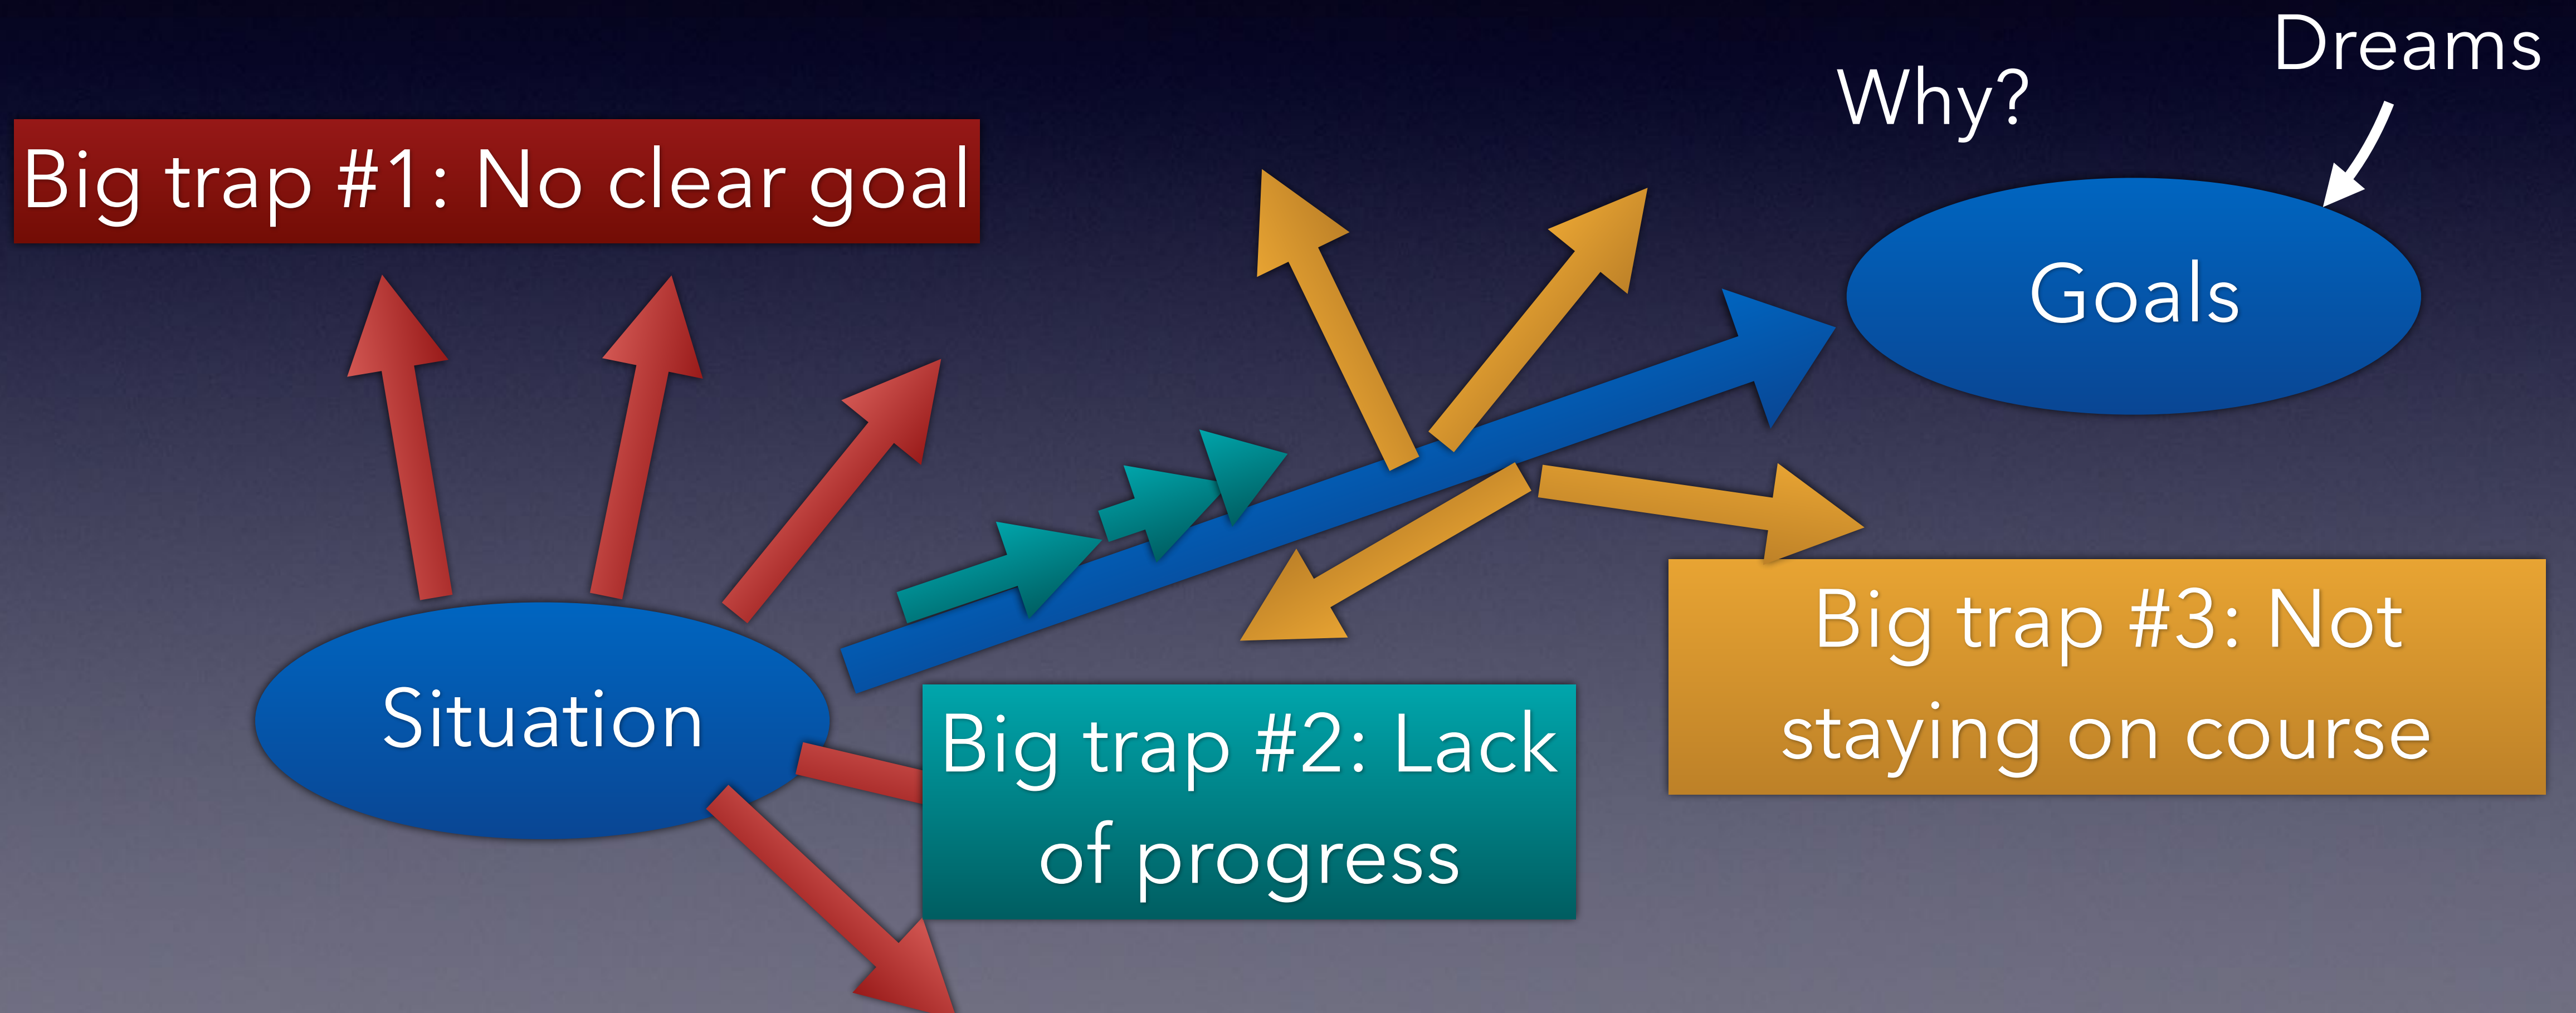 Dreams
Why?
Big trap #1: No clear goal
Goals
Situation
Big trap #2: Lack
of progress
Big trap #3: Not
staying on course